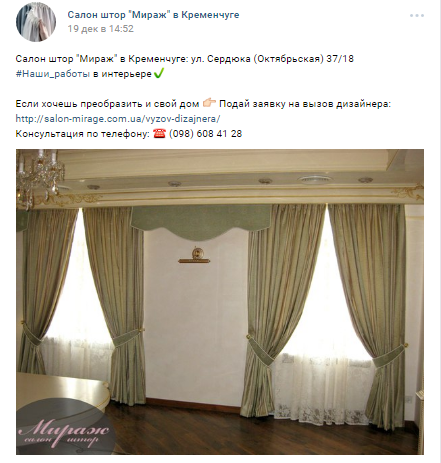 Салон штор "Мираж" в Кременчуге
19 дек в 14:52
Салон штор "Мираж" в Кременчуге: ул. Сердюка (Октябрьская) 37/18
#Наши_работы в интерьере
Если хочешь преобразить и свой дом 👉🏻 Подай заявку на вызов дизайнера:
http://salon-mirage.com.ua/vyzov-dizajnera/
Консультация по телефону: ☎ (098) 608 41 28
Мираж
салон штор